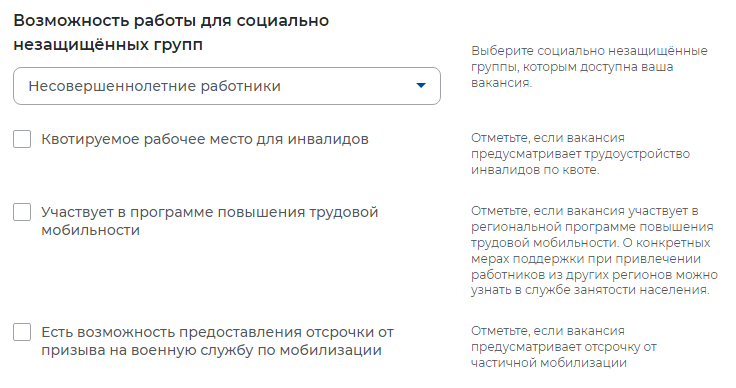 Возможность работы для социально
незащищённых групп
Выберите социально незащищённые
группы, которым доступна ваша
вакансия.
Несовершеннолетние работники
Квотируемое рабочее место для инвалидов
Отметьте, если вакансия
предусматривает трудоустройство
инвалидов по квоте.
Участвует в программе повышения трудовой
мобильности
Отметьте, если вакансия участвует в
региональной программе повышения
трудовой мобильности. О конкретных
мерах поддержки при привлечении
работников из других регионов можно
узнать в службе занятости населения.
Есть возможность предоставления отсрочки от
призыва на военную службу по мобилизации
Отметьте, если вакансия
предусматривает отсрочку от
частичной мобилизации